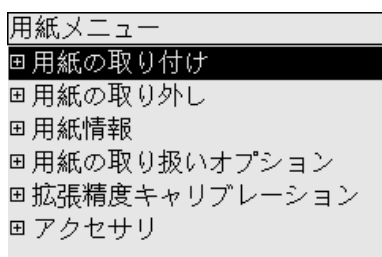 用紙メニュー
用紙の取り付け
用紙の取り外し
用紙情報
用紙の取り扱いオプション
拡張精度キャリブレーション
アクセサリ